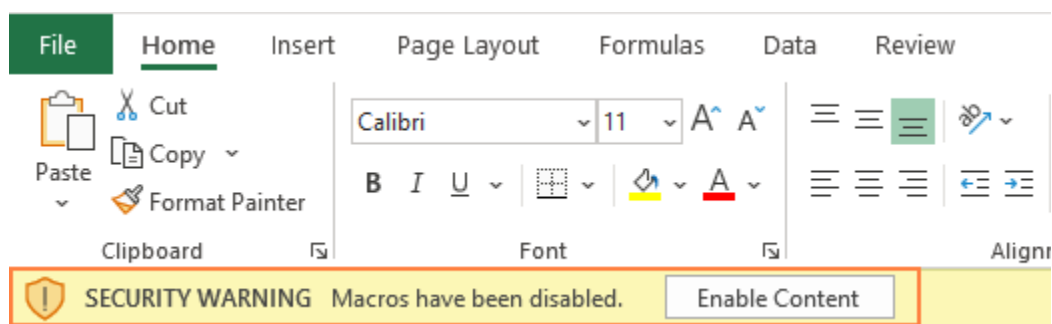 File Home Insert Page Layout Formulas Data Review
Cut
Calibri 11 A A
Copy
Paste
B I U A
Format Painter
Clipboard Font Alignm
SECURITY WARNING Macros have been disabled. Enable Content